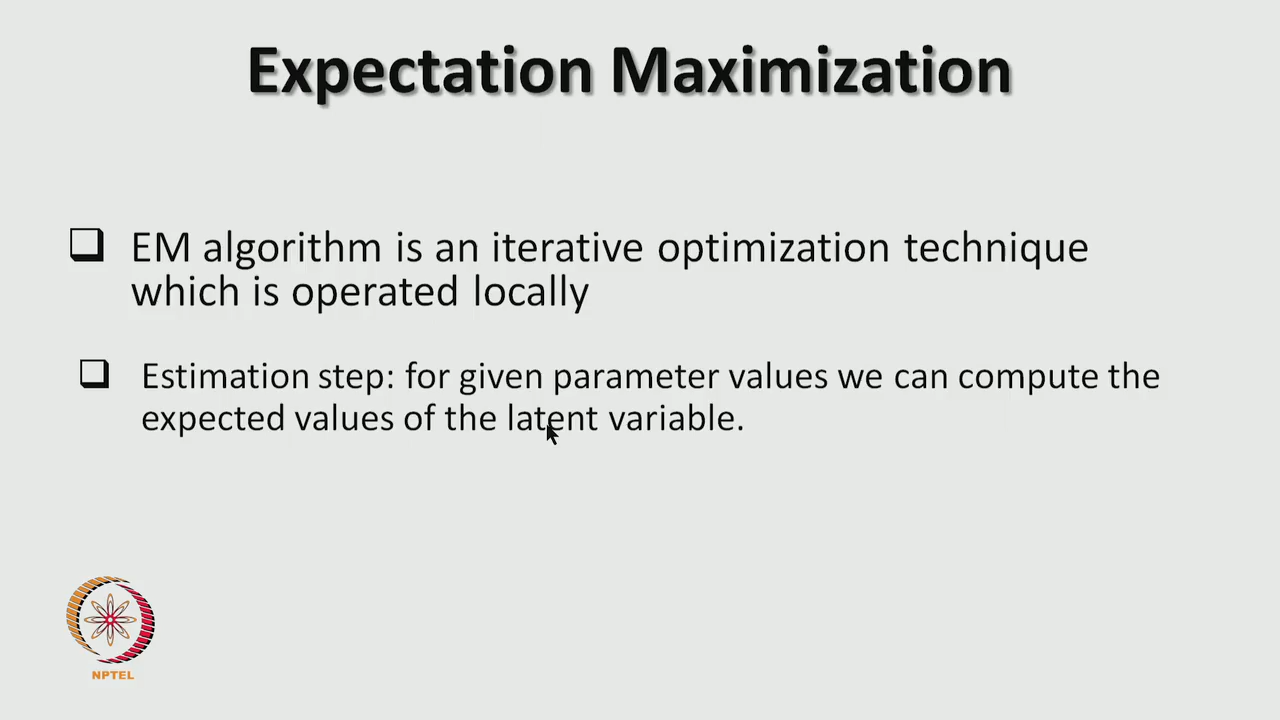 Expectation Maximization
EM algorithm is an iterative optimization technique
which is operated locally
Estimation step: for given parameter values we can compute the
expected values of the latent variable.
NPTEL